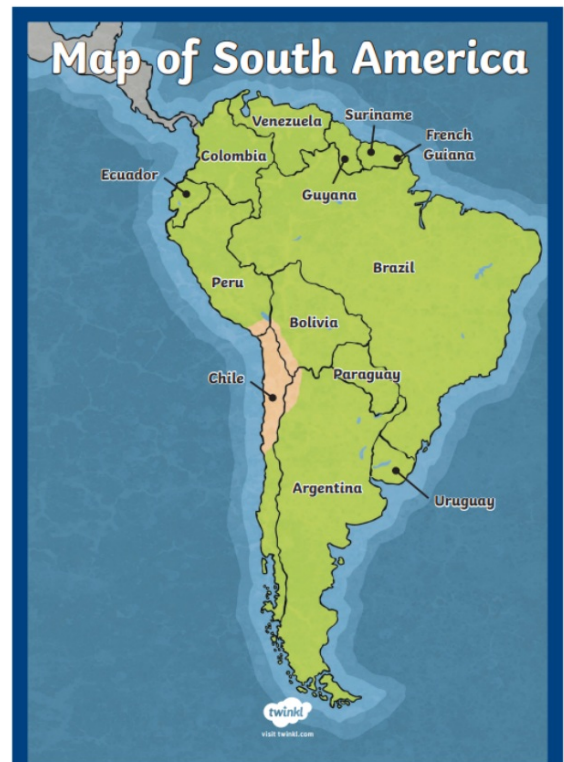 Map of South America
Venezuela
Suriname
French
Guiana
Colombia
Ecuador
Guyana
Brazil
Peru
Bolivia
Chile
Paraguay
Argentina
Uruguay
twinkl
visit twinkl.com